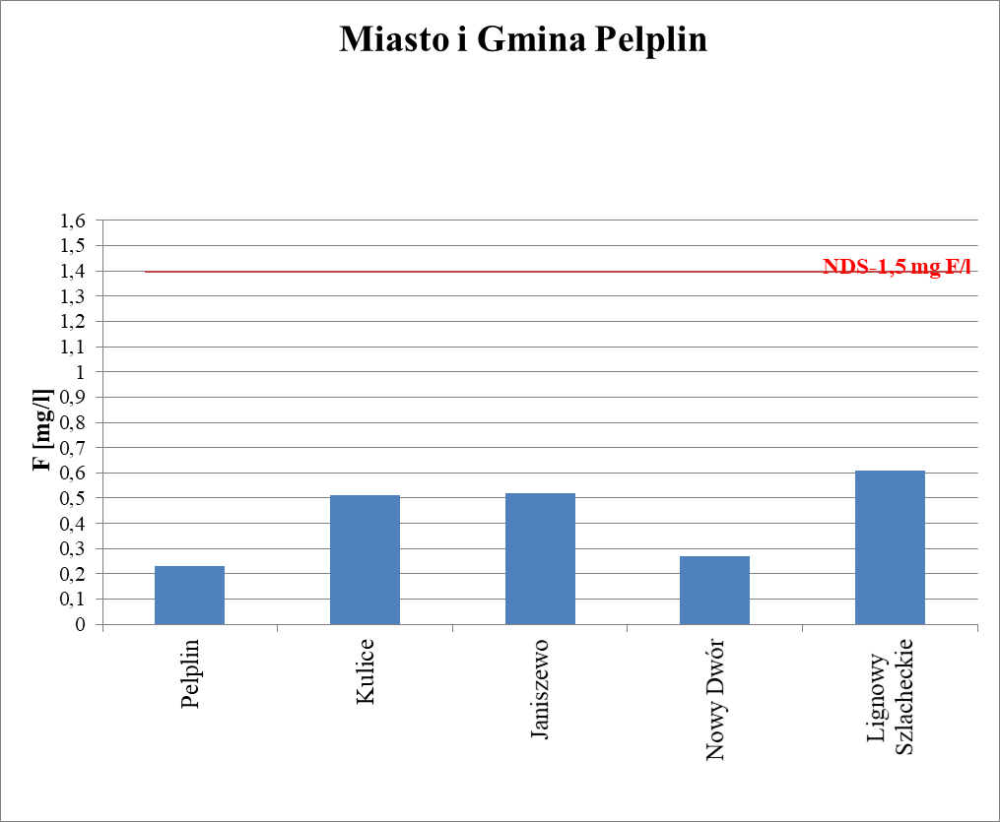 Miasto i Gmina Pelplin
F [mg/l]
1,6
1,5
1,4
1,3
1,2
1,1
1
0,9
0,8
0,7
0,6
0,5
0,4
0,3
0,2
0,1
0
NDS-1,5 mg F/l
Pelplin
Kulice
Janiszewo
Nowy Dwór
Lignowy
Szlacheckie